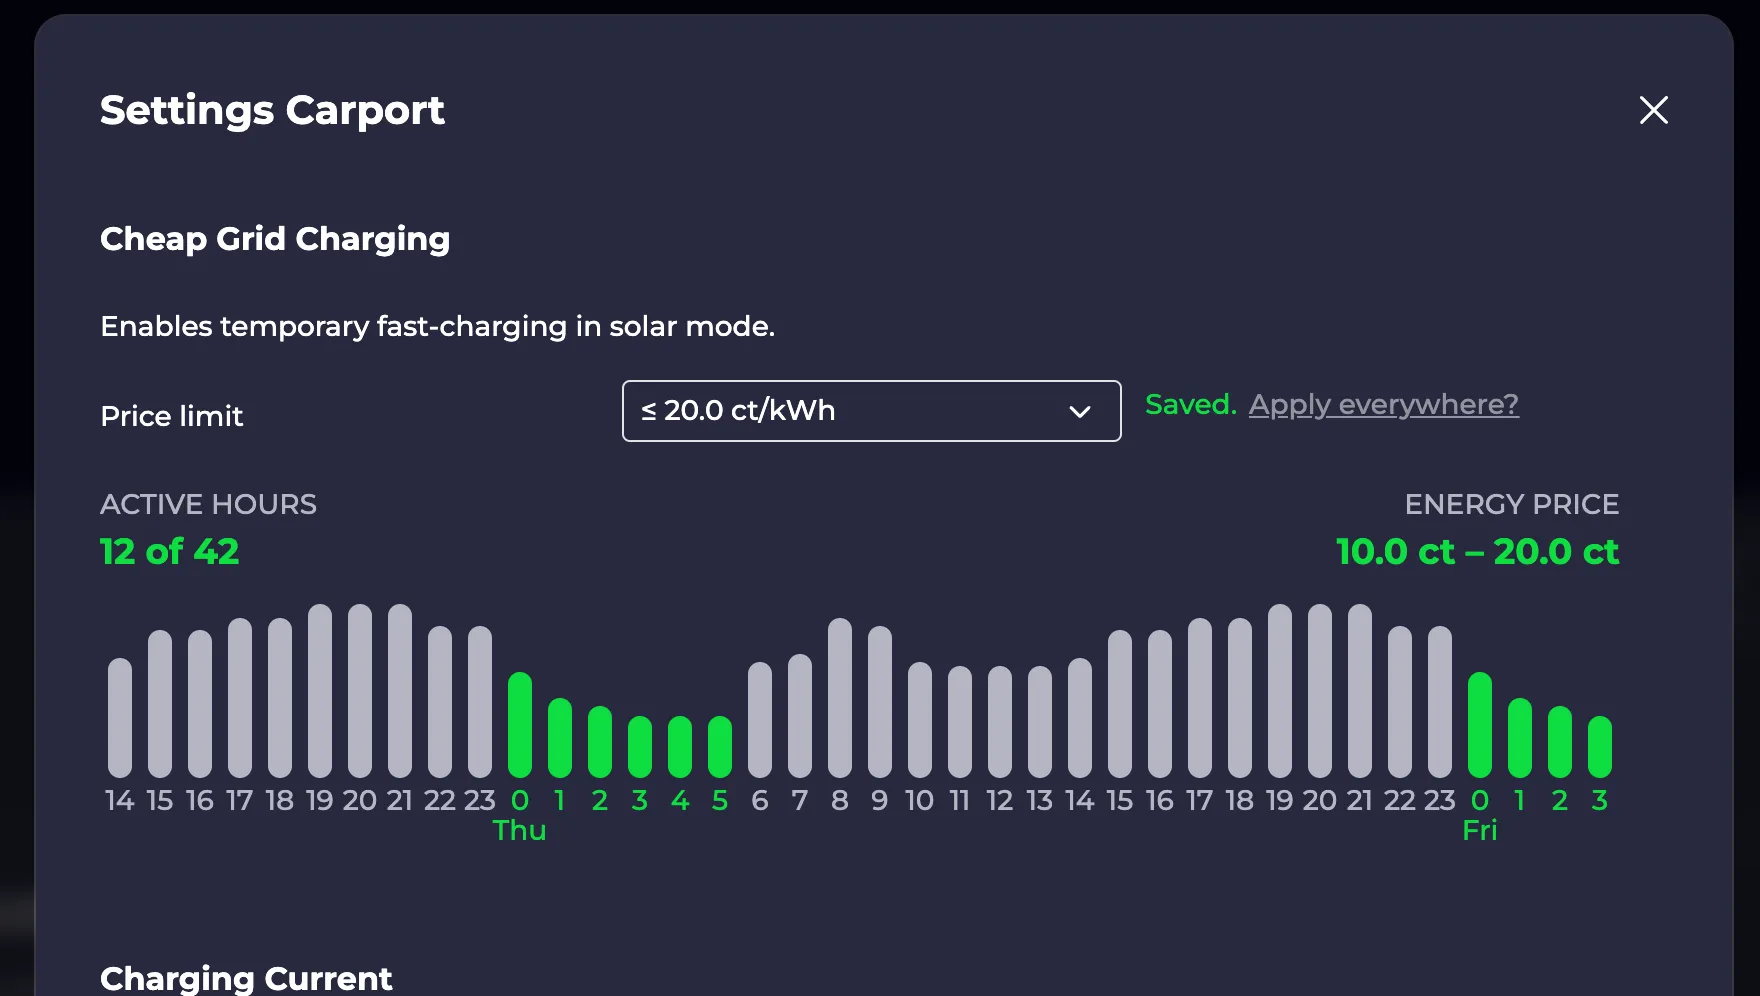 Settings Carport
Cheap Grid Charging
Enables temporary fast-charging in solar mode.
Price limit
≤ 20.0 ct/kWh
Saved. Apply everywhere?
ACTIVE HOURS
ENERGY PRICE
12 of 42
10.0 ct – 20.0 ct
14 15 16 17 18 19 20 21 22 23 0 1 2 3 4 5 6 7 8 9 10 11 12 13 14 15 16 17 18 19 20 21 22 23 0 1 2 3
Thu
Fri
Charging Current